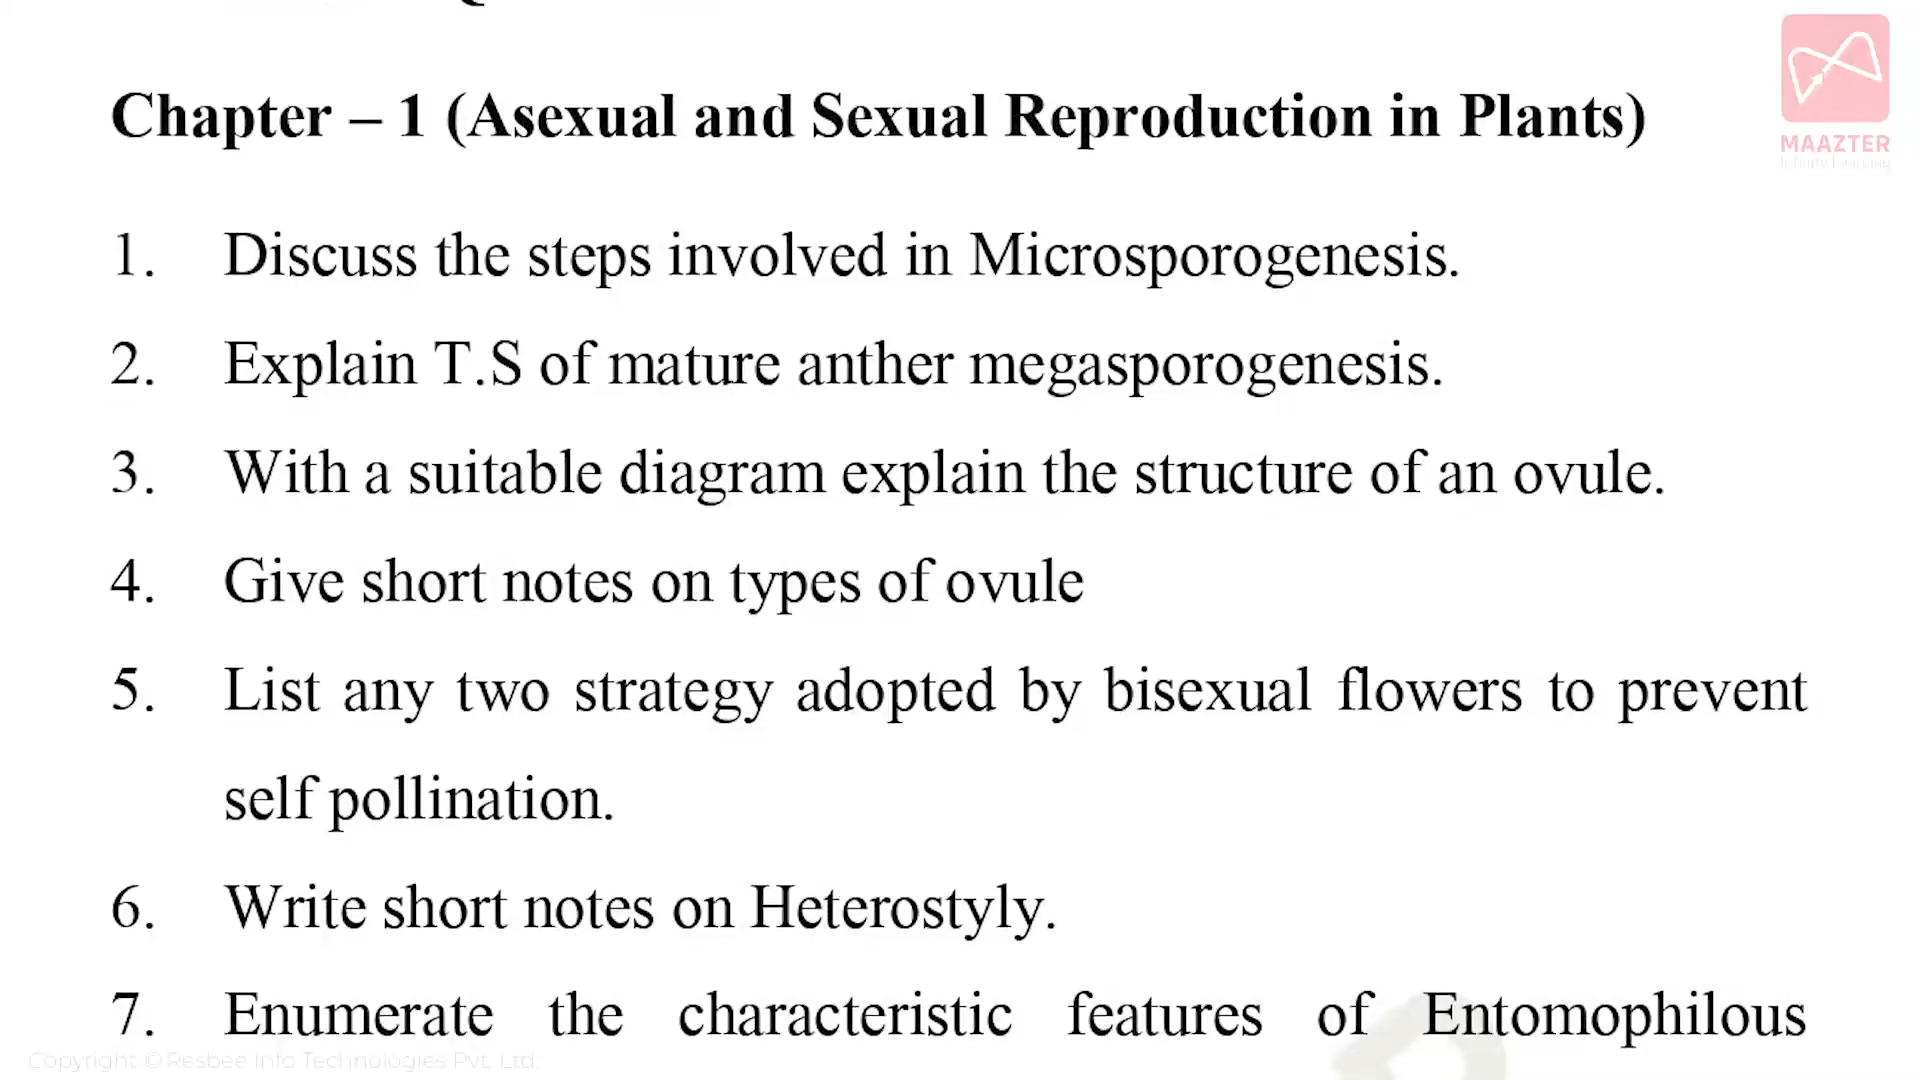 Chapter – 1 (Asexual and Sexual Reproduction in Plants)
MAAZTER
1. Discuss the steps involved in Microsporogenesis.
2. Explain T.S of mature anther megasporogenesis.
3. With a suitable diagram explain the structure of an ovule.
4. Give short notes on types of ovule
5. List any two strategy adopted by bisexual flowers to prevent
self pollination.
6. Write short notes on Heterostyly.
7. Enumerate the characteristic features of Entomophilous
Copyright © Resbee Info Technologies Pvt. Ltd.